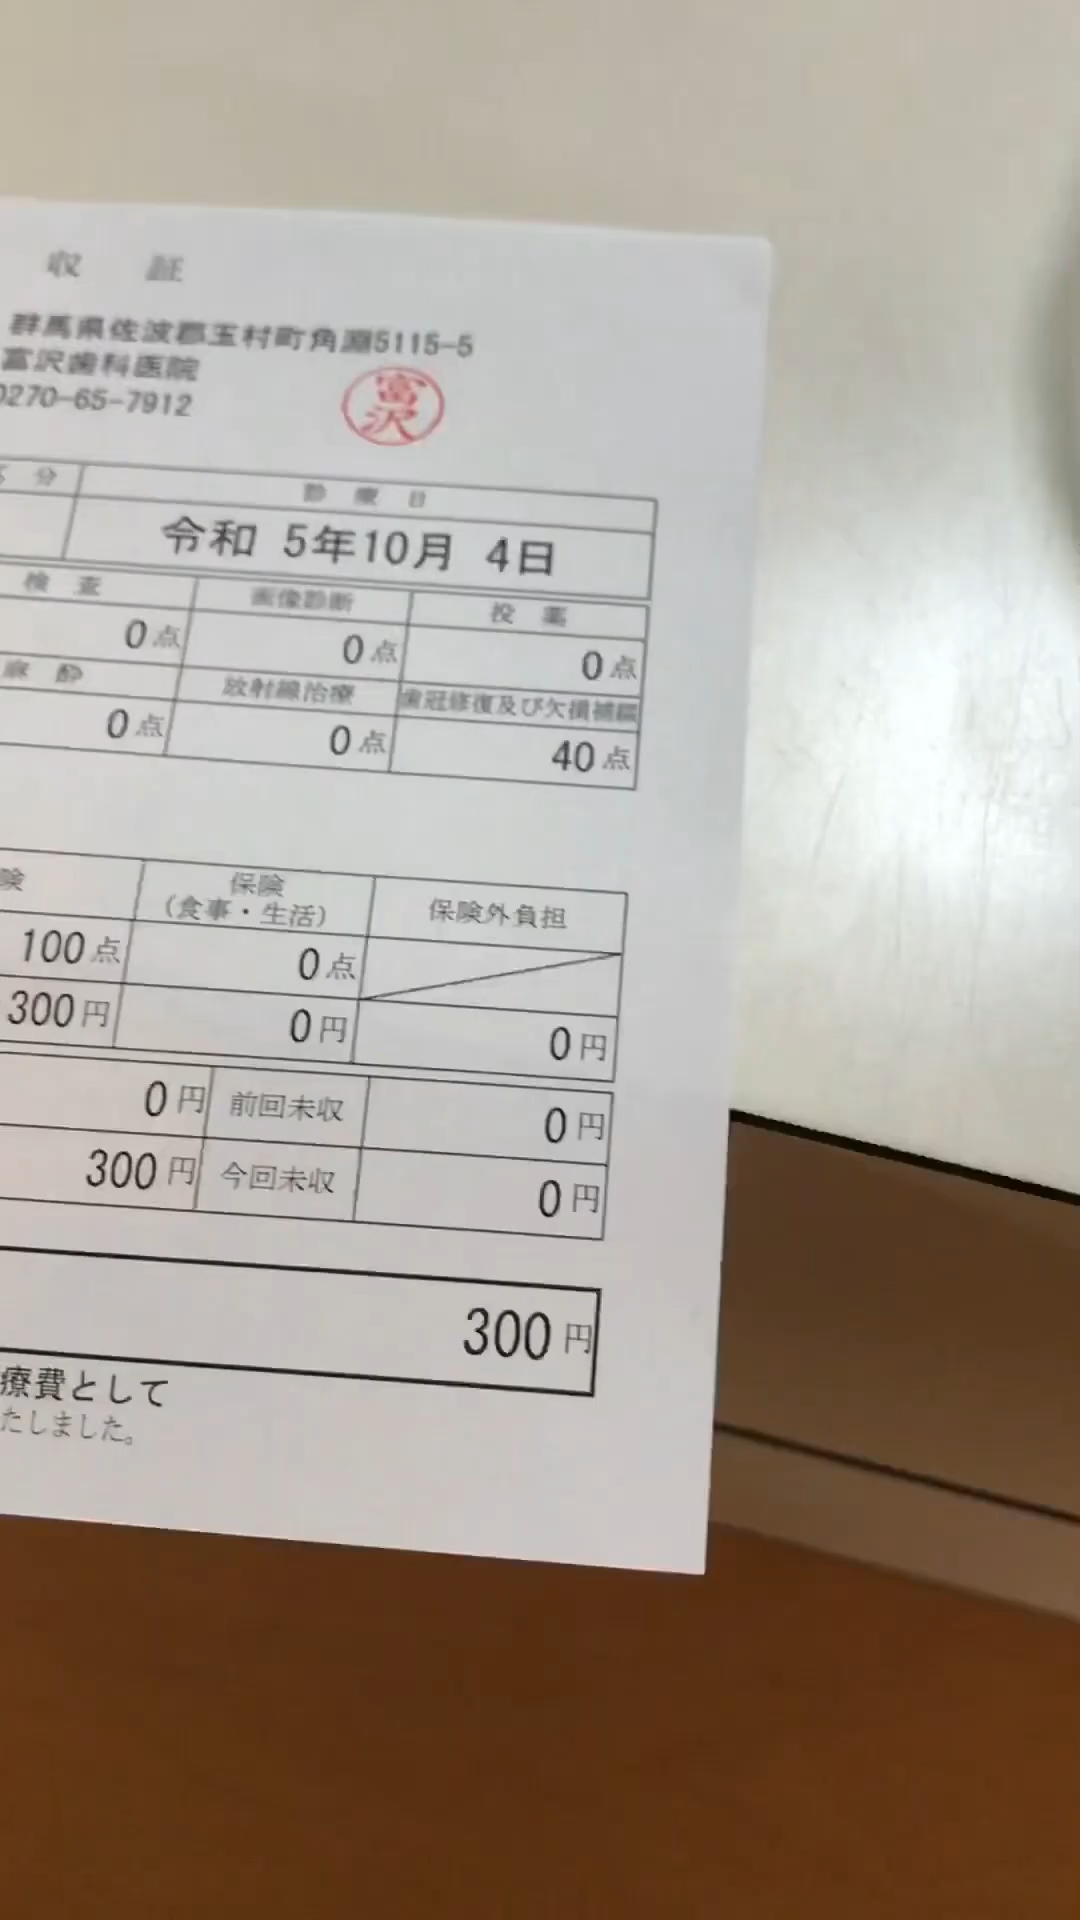 収 証
群馬県佐波郡玉村町角淵5115-5
富沢歯科医院
0270-65-7912
富沢
分 診 療 日
令和 5年10月 4日
検 査 画像診断 投 薬
0点 0点 0点
麻 酔 放射線治療 歯冠修復及び欠損補綴
0点 0点 40点
険 保険 (食事・生活) 保険外負担
100点 0点
300円 0円 0円
0円 前回未収 0円
300円 今回未収 0円
300円
療費として
たしました。